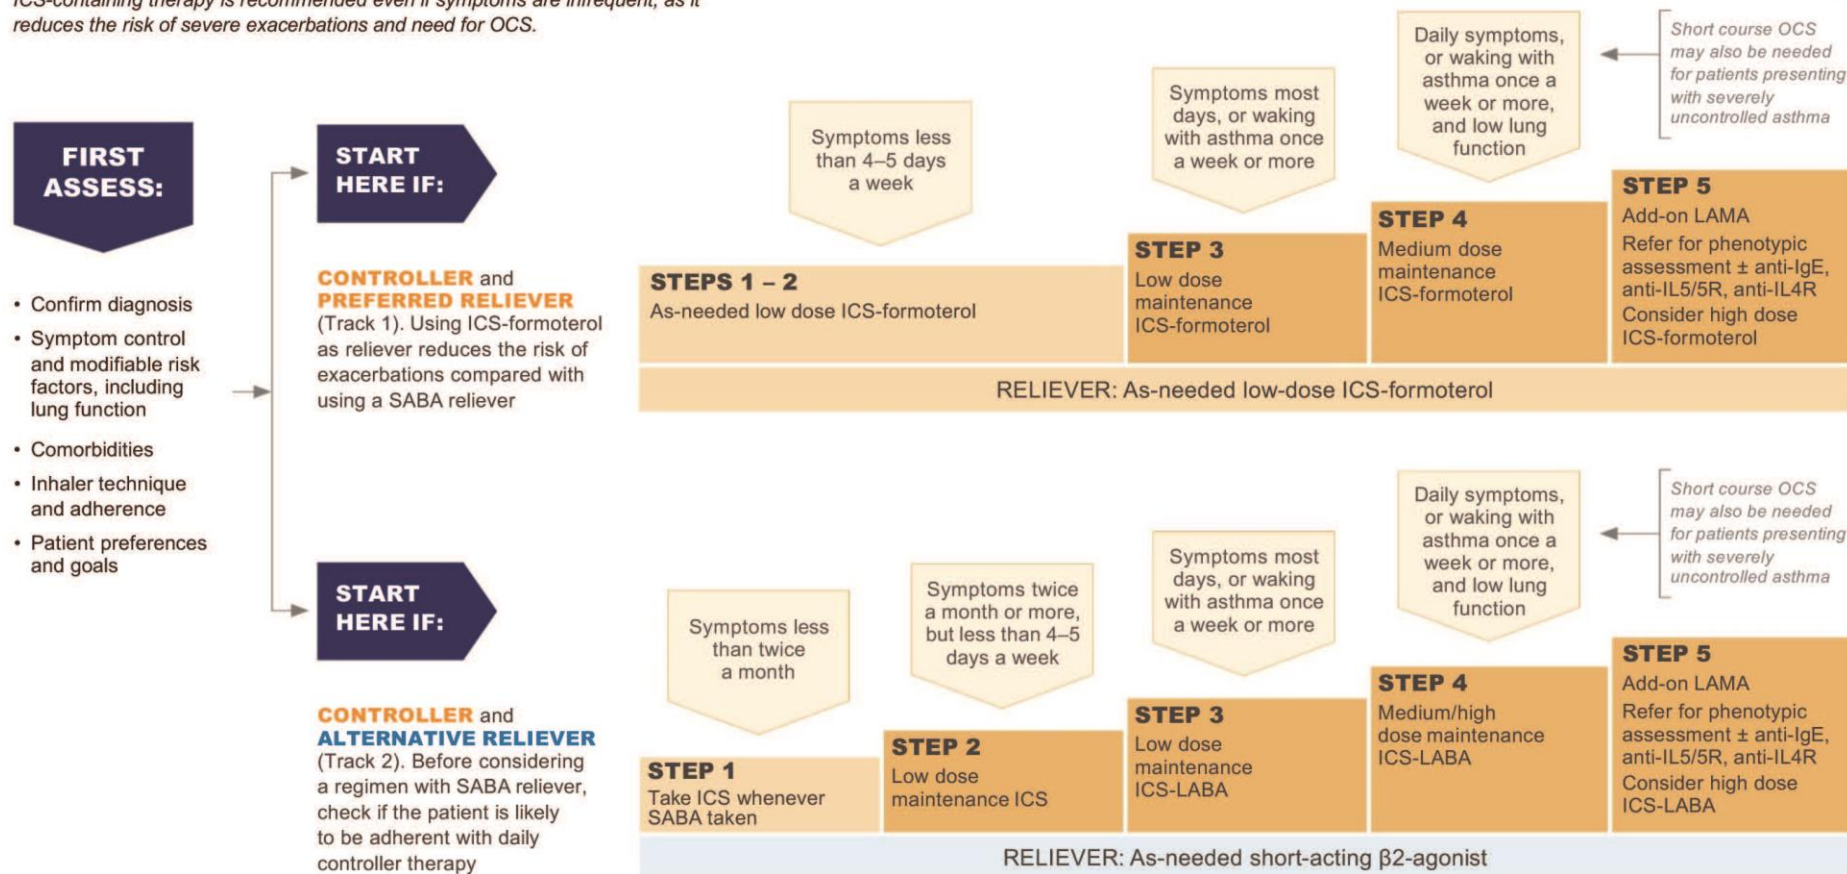 ICS-containing therapy is recommended even if symptoms are infrequent, as it
reduces the risk of severe exacerbations and need for OCS.
FIRST
ASSESS:
• Confirm diagnosis
• Symptom control
and modifiable risk
factors, including
lung function
• Comorbidities
• Inhaler technique
and adherence
• Patient preferences
and goals
START
HERE IF:
CONTROLLER and
PREFERRED RELIEVER
(Track 1). Using ICS-formoterol
as reliever reduces the risk of
exacerbations compared with
using a SABA reliever
Symptoms less
than 4–5 days
a week
Symptoms most
days, or waking
with asthma once
a week or more
Daily symptoms,
or waking with
asthma once a
week or more,
and low lung
function
Short course OCS
may also be needed
for patients presenting
with severely
uncontrolled asthma
STEPS 1 – 2
As-needed low dose ICS-formoterol
STEP 3
Low dose
maintenance
ICS-formoterol
STEP 4
Medium dose
maintenance
ICS-formoterol
STEP 5
Add-on LAMA
Refer for phenotypic
assessment ± anti-IgE,
anti-IL5/5R, anti-IL4R
Consider high dose
ICS-formoterol
RELIEVER: As-needed low-dose ICS-formoterol
START
HERE IF:
CONTROLLER and
ALTERNATIVE RELIEVER
(Track 2). Before considering
a regimen with SABA reliever,
check if the patient is likely
to be adherent with daily
controller therapy
Symptoms less
than twice
a month
Symptoms twice
a month or more,
but less than 4–5
days a week
Symptoms most
days, or waking
with asthma once
a week or more
Daily symptoms,
or waking with
asthma once a
week or more,
and low lung
function
Short course OCS
may also be needed
for patients presenting
with severely
uncontrolled asthma
STEP 1
Take ICS whenever
SABA taken
STEP 2
Low dose
maintenance ICS
STEP 3
Low dose
maintenance
ICS-LABA
STEP 4
Medium/high
dose maintenance
ICS-LABA
STEP 5
Add-on LAMA
Refer for phenotypic
assessment ± anti-IgE,
anti-IL5/5R, anti-IL4R
Consider high dose
ICS-LABA
RELIEVER: As-needed short-acting β2-agonist